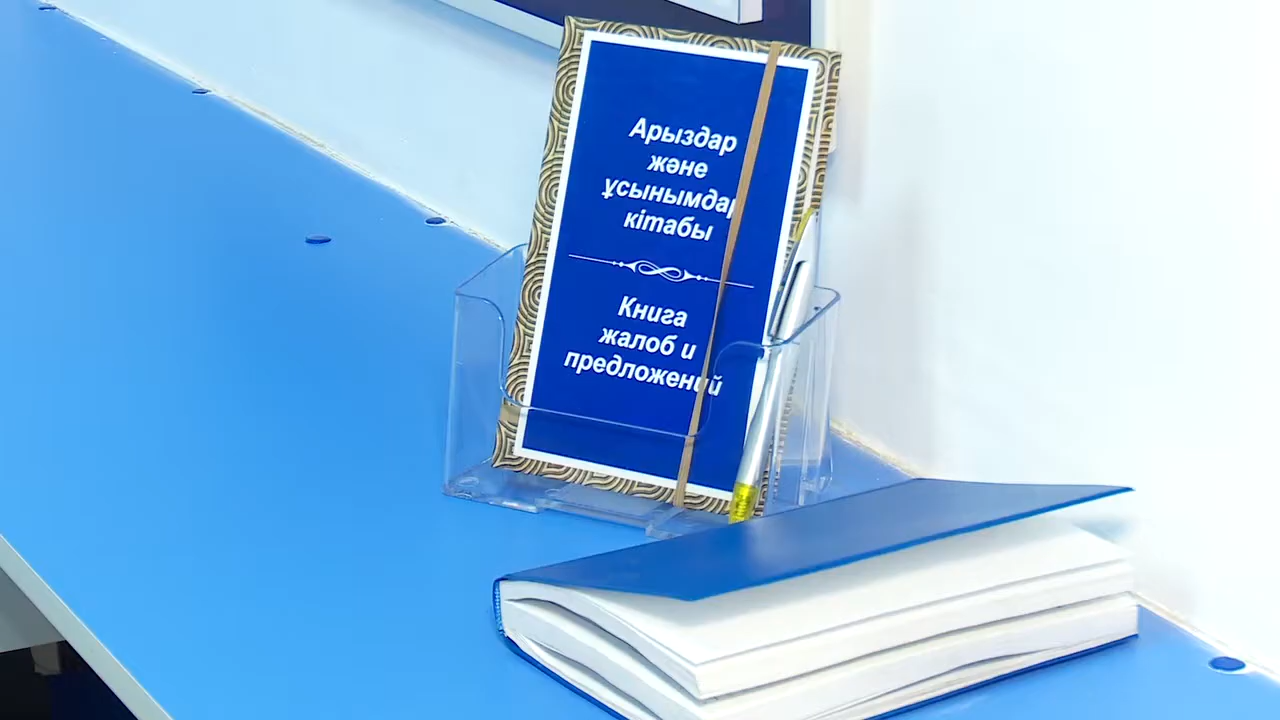 Арыздар
және
ұсынымдар
кітабы
Книга
жалоб и
предложений